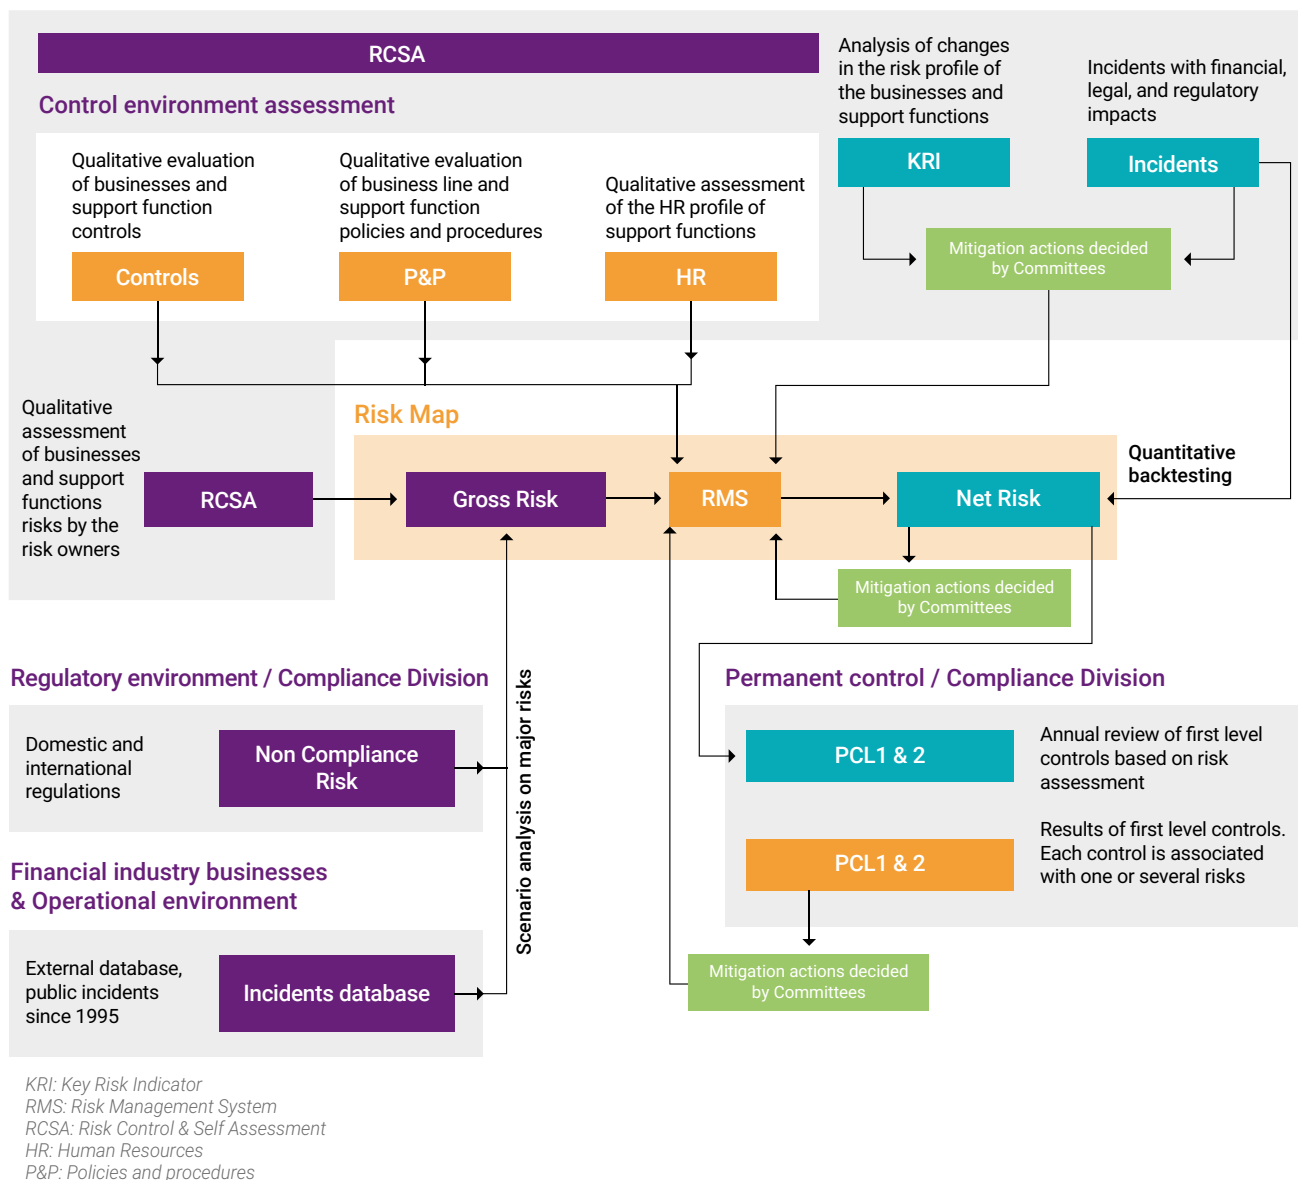 RCSA
Control environment assessment
Qualitative evaluation
of businesses and
support function
controls
Controls
Qualitative evaluation
of business line and
support function
policies and procedures
P&P
Qualitative assessment
of the HR profile of
support functions
HR
Analysis of changes
in the risk profile of
the businesses and
support functions
KRI
Incidents with financial,
legal, and regulatory
impacts
Incidents
Mitigation actions decided
by Committees
Qualitative
assessment
of businesses
and support
functions
risks by the
risk owners
RCSA
Risk Map
Gross Risk
RMS
Net Risk
Quantitative
backtesting
Mitigation actions decided
by Committees
Regulatory environment / Compliance Division
Domestic and
international
regulations
Non Compliance
Risk
Scenario analysis on major risks
Financial industry businesses
& Operational environment
External database,
public incidents
since 1995
Incidents database
Permanent control / Compliance Division
PCL1 & 2
Annual review of first level
controls based on risk
assessment
PCL1 & 2
Results of first level controls.
Each control is associated
with one or several risks
Mitigation actions decided
by Committees
KRI: Key Risk Indicator
RMS: Risk Management System
RCSA: Risk Control & Self Assessment
HR: Human Resources
P&P: Policies and procedures